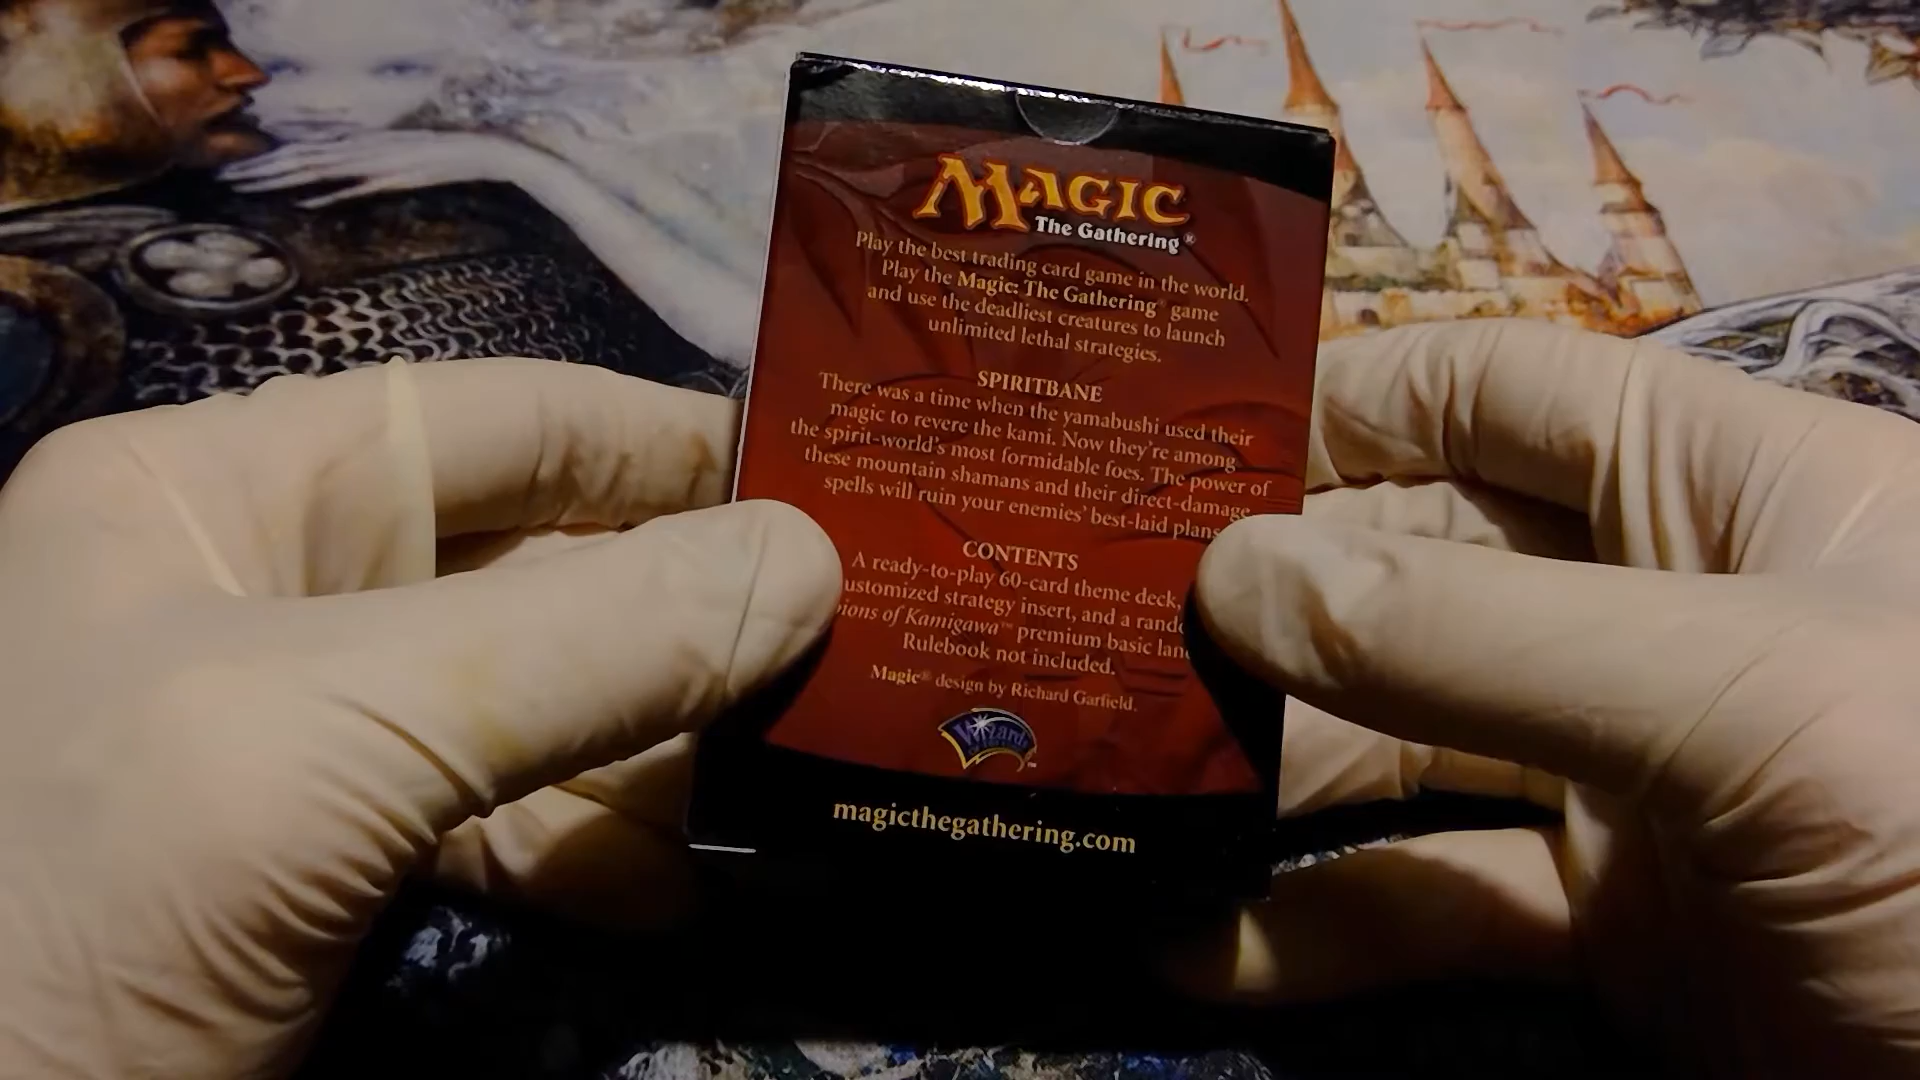 MAGIC
The Gathering®
Play the best trading card game in the world.
Play the Magic: The Gathering® game
and use the deadliest creatures to launch
unlimited lethal strategies.
SPIRITBANE
There was a time when the yamabushi used their
magic to revere the kami. Now they're among
the spirit-world's most formidable foes. The power of
these mountain shamans and their direct-damage
spells will ruin your enemies' best-laid plans
CONTENTS
A ready-to-play 60-card theme deck,
ustomized strategy insert, and a rand
pions of Kamigawa™ premium basic lan
Rulebook not included.
Magic® design by Richard Garfield.
Wizards
™
magicthegathering.com